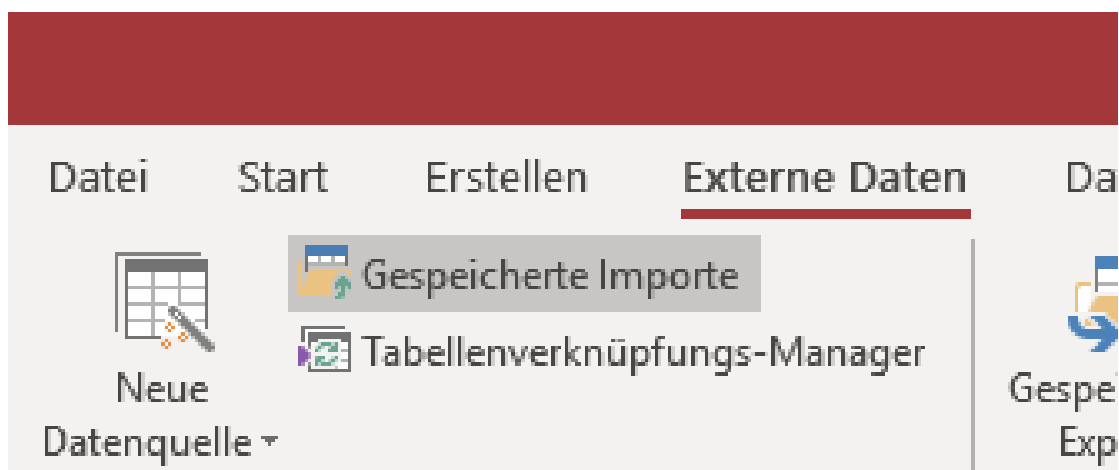 Datei Start Erstellen Externe Daten
Gespeicherte Importe
Tabellenverknüpfungs-Manager
Neue
Datenquelle